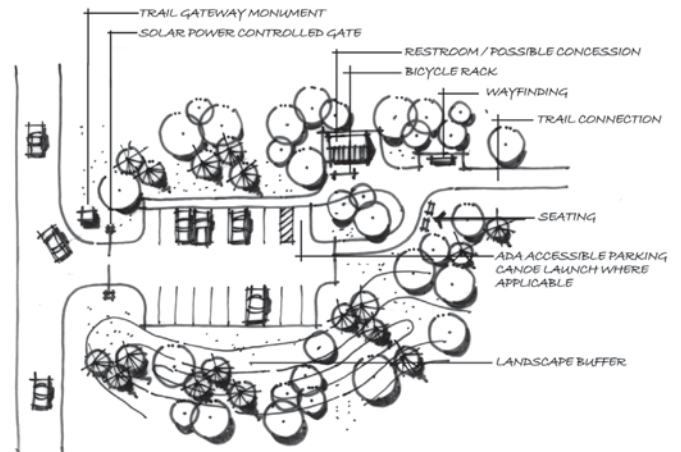 TRAIL GATEWAY MONUMENT
SOLAR POWER CONTROLLED GATE
RESTROOM / POSSIBLE CONCESSION
BICYCLE RACK
WAYFINDING
TRAIL CONNECTION
SEATING
ADA ACCESSIBLE PARKING
CANOE LAUNCH WHERE
APPLICABLE
LANDSCAPE BUFFER